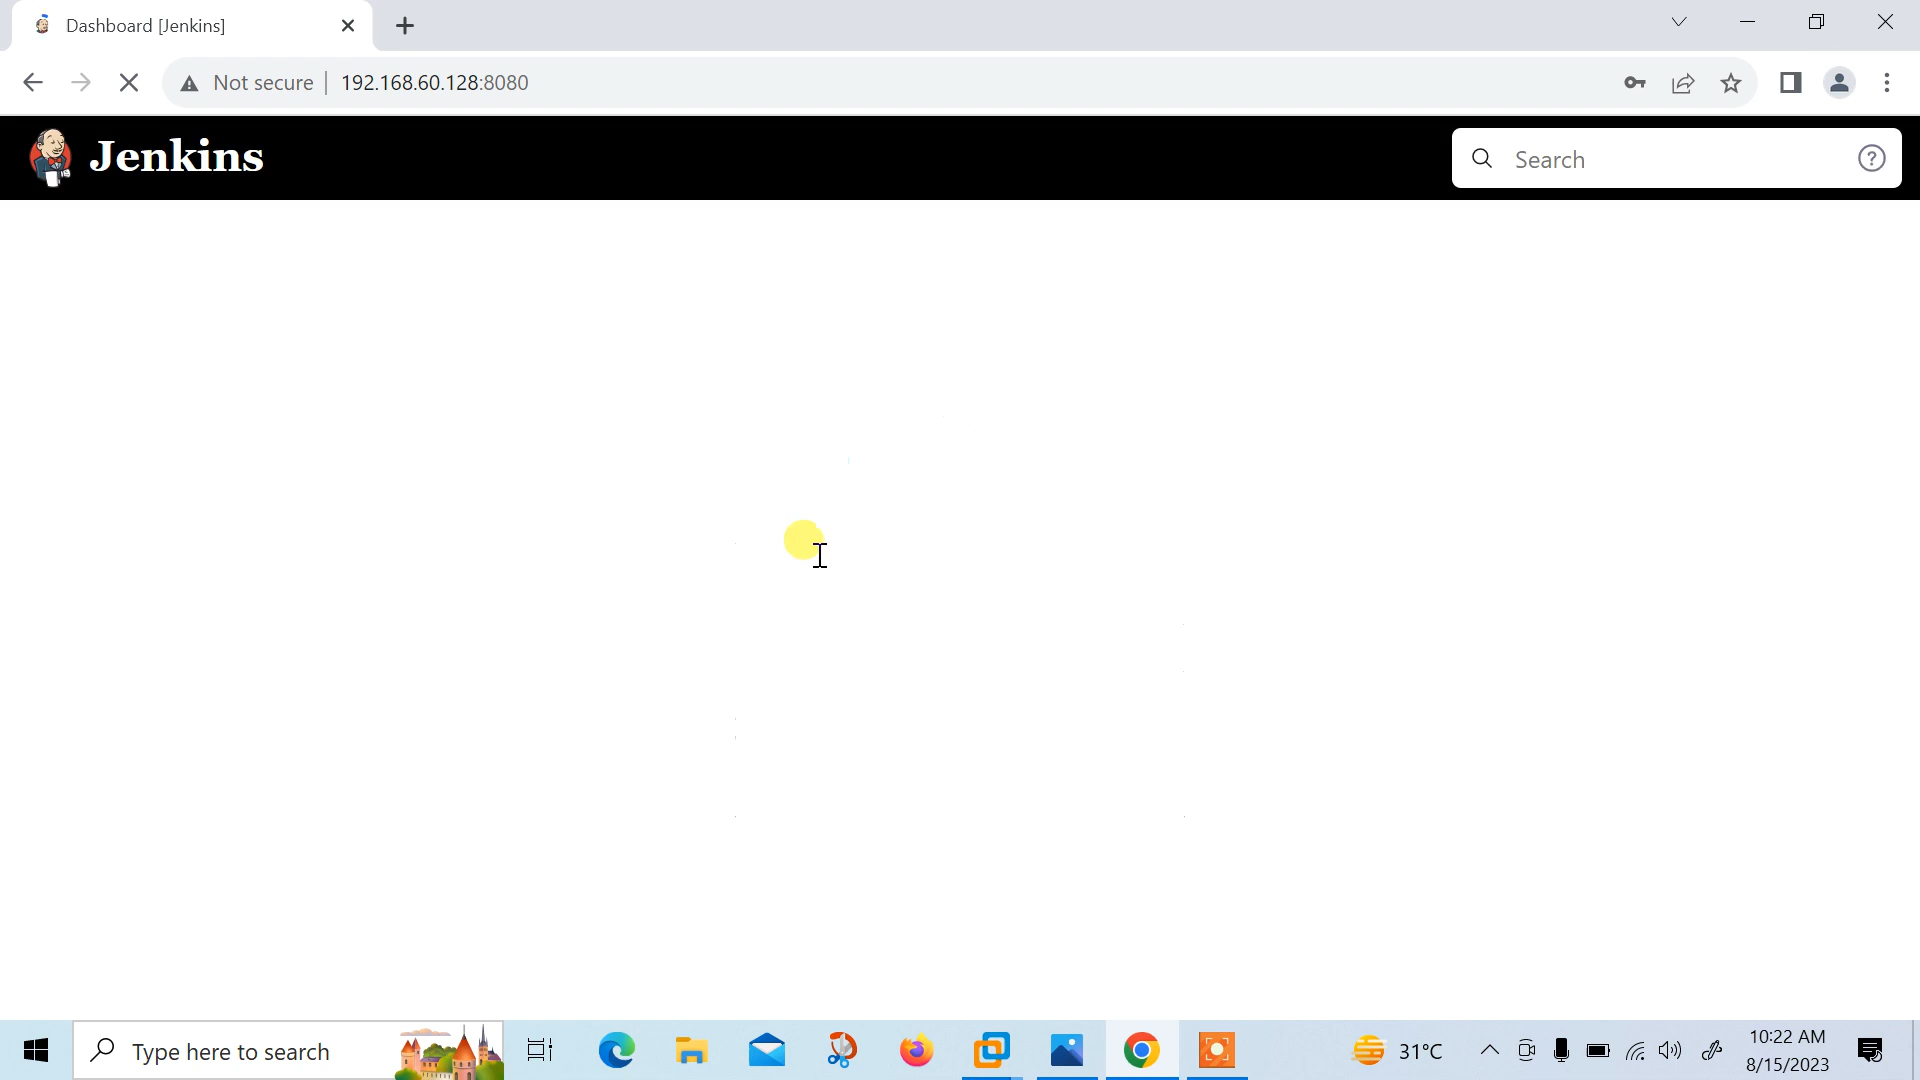 Dashboard [Jenkins]
Not secure
192.168.60.128:8080
Jenkins
Search
Type here to search
31°C
10:22 AM
8/15/2023